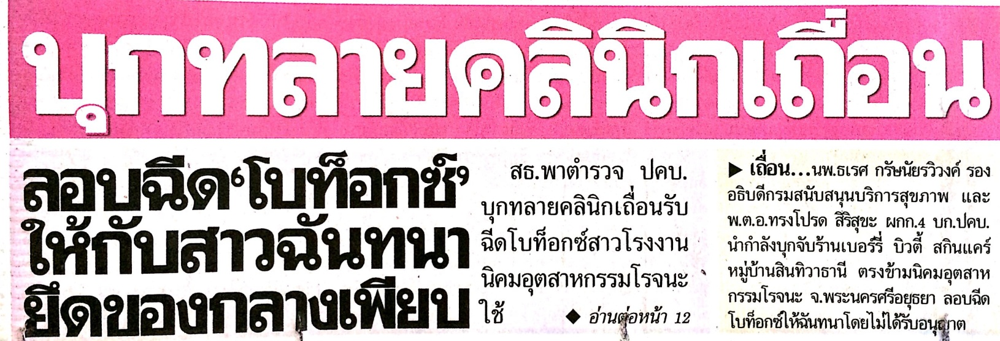 บุกทลายคลินิกเถื่อน
ลอบฉีด‘โบท็อกซ์’
ให้กับสาวฉันทนา
ยึดของกลางเพียบ
สธ.พาตำรวจ ปคบ.
บุกทลายคลินิกเถื่อนรับ
ฉีดโบท็อกซ์สาวโรงงาน
นิคมอุตสาหกรรมโรจนะ
ใช้ ◆ อ่านต่อหน้า 12
▶ เถื่อน...นพ.ธเรศ กรัษนัยรวิวงค์ รอง
อธิบดีกรมสนับสนุนบริการสุขภาพ และ
พ.ต.อ.ทรงโปรด สิริสุขะ ผกก.4 บก.ปคบ.
นำกำลังบุกจับร้านเบอร์รี่ บิวตี้ สกินแคร์
หมู่บ้านสินทิวาธานี ตรงข้ามนิคมอุตสาห
กรรมโรจนะ จ.พระนครศรีอยุธยา ลอบฉีด
โบท็อกซ์ให้ฉันทนาโดยไม่ได้รับอนุญาต